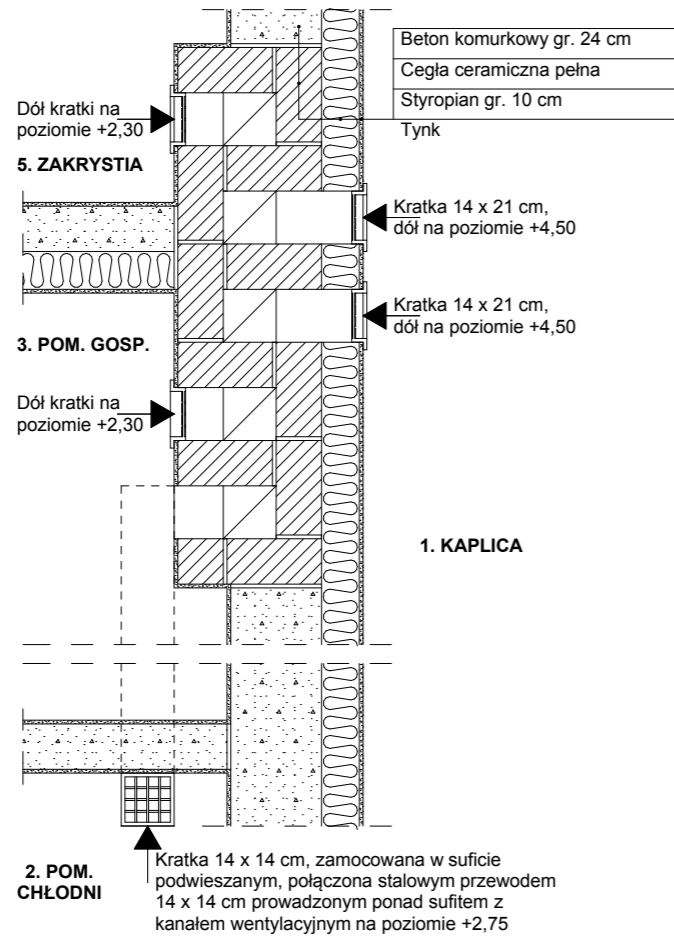 Beton komurkowy gr. 24 cm
Cegła ceramiczna pełna
Styropian gr. 10 cm
Tynk
Dół kratki na
poziomie +2,30
5. ZAKRYSTIA
Kratka 14 x 21 cm,
dół na poziomie +4,50
Kratka 14 x 21 cm,
dół na poziomie +4,50
3. POM. GOSP.
Dół kratki na
poziomie +2,30
1. KAPLICA
2. POM.
CHŁODNI
Kratka 14 x 14 cm, zamocowana w suficie
podwieszanym, połączona stalowym przewodem
14 x 14 cm prowadzonym ponad sufitem z
kanałem wentylacyjnym na poziomie +2,75